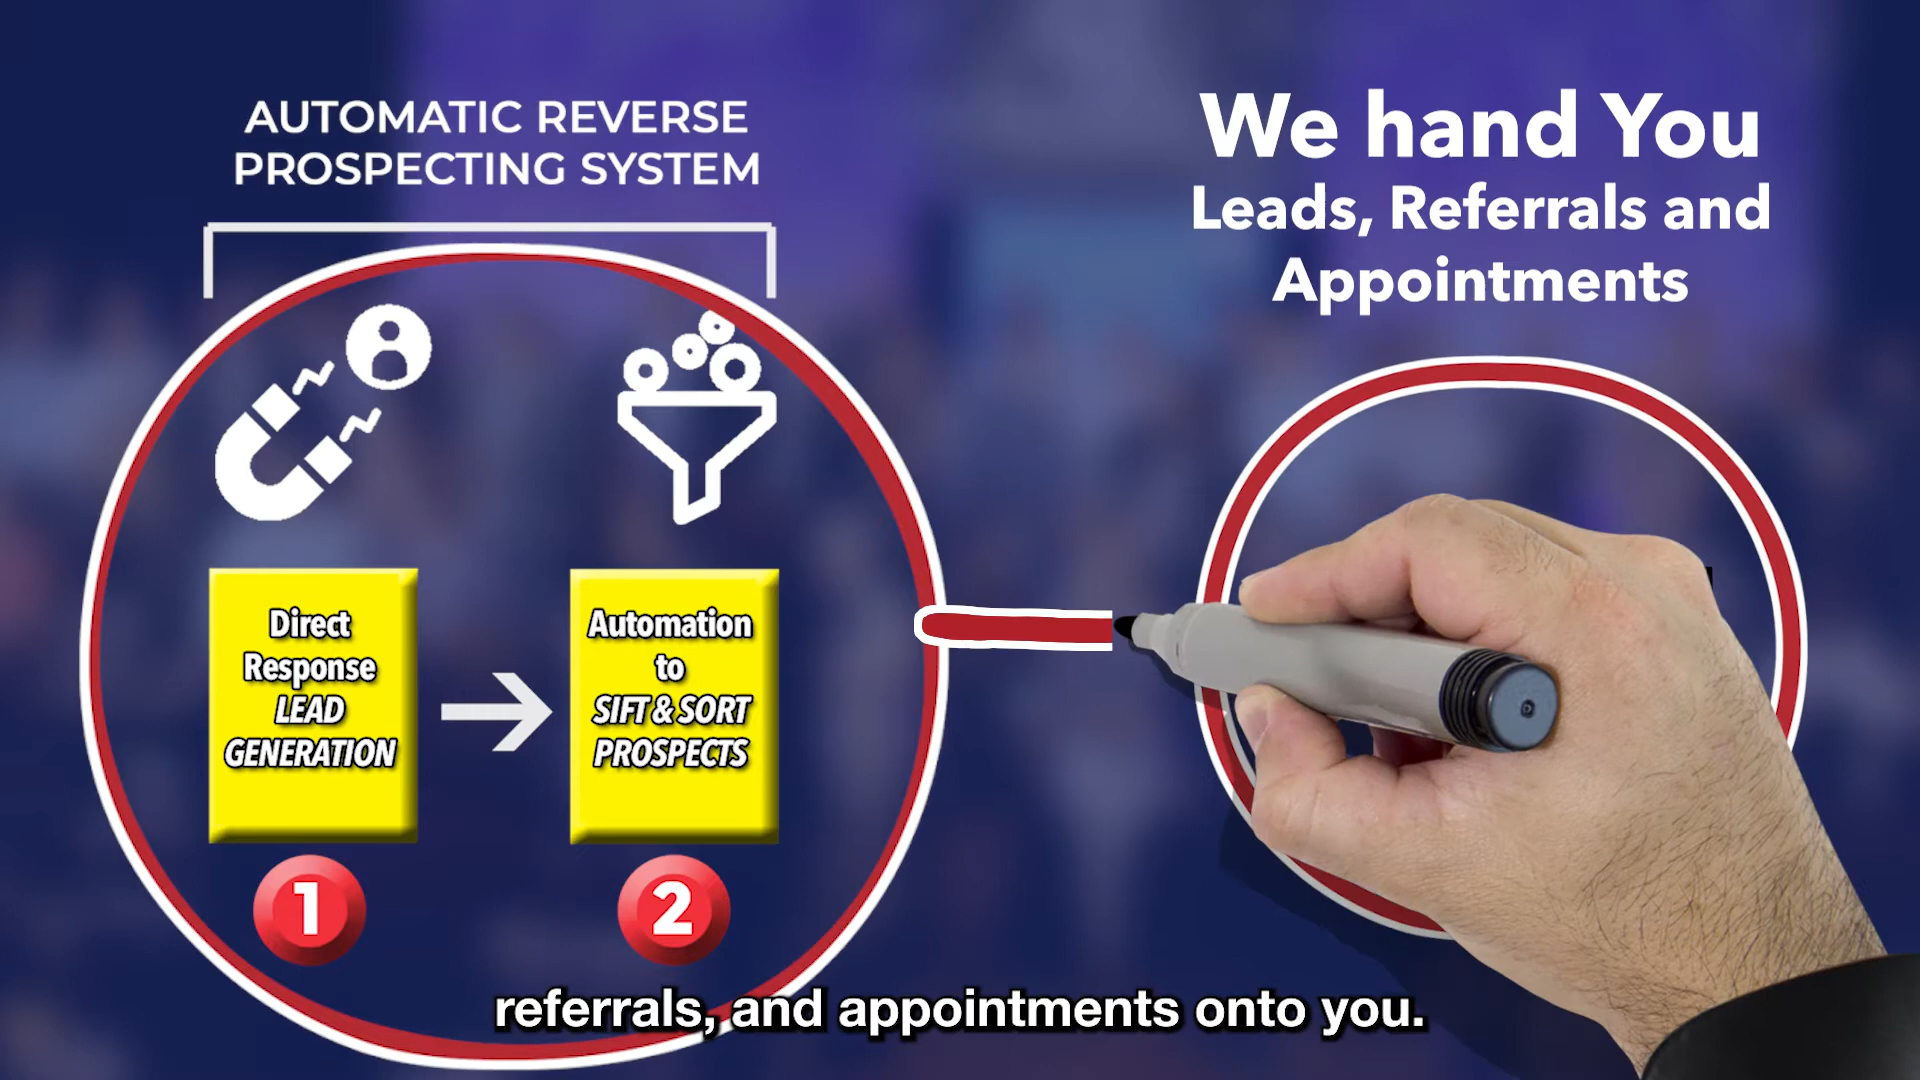 AUTOMATIC REVERSE
PROSPECTING SYSTEM
We hand You
Leads, Referrals and
Appointments
Direct
Response
LEAD
GENERATION
Automation
to
SIFT & SORT
PROSPECTS
1
2
referrals, and appointments onto you.